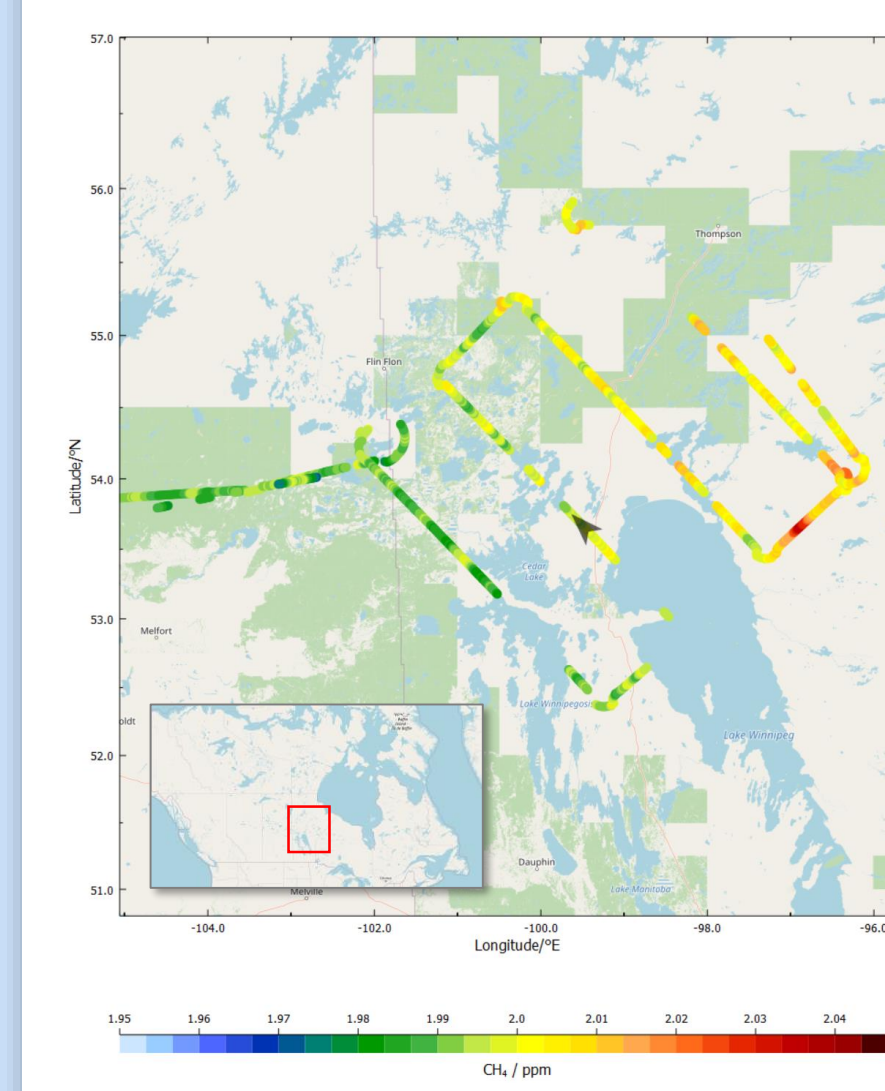 57.0
56.0
Thompson
55.0
Flin Flon
Latitude/ºN
54.0
Cedar
Lake
53.0
Melfort
Lake Winnipegosis
oldt
52.0
Lake Winnipeg
Dauphin
51.0
Melville
Lake Manitoba
-104.0 -102.0 -100.0 -98.0 -96.0
Longitude/ºE
1.95 1.96 1.97 1.98 1.99 2.0 2.01 2.02 2.03 2.04
CH₄ / ppm